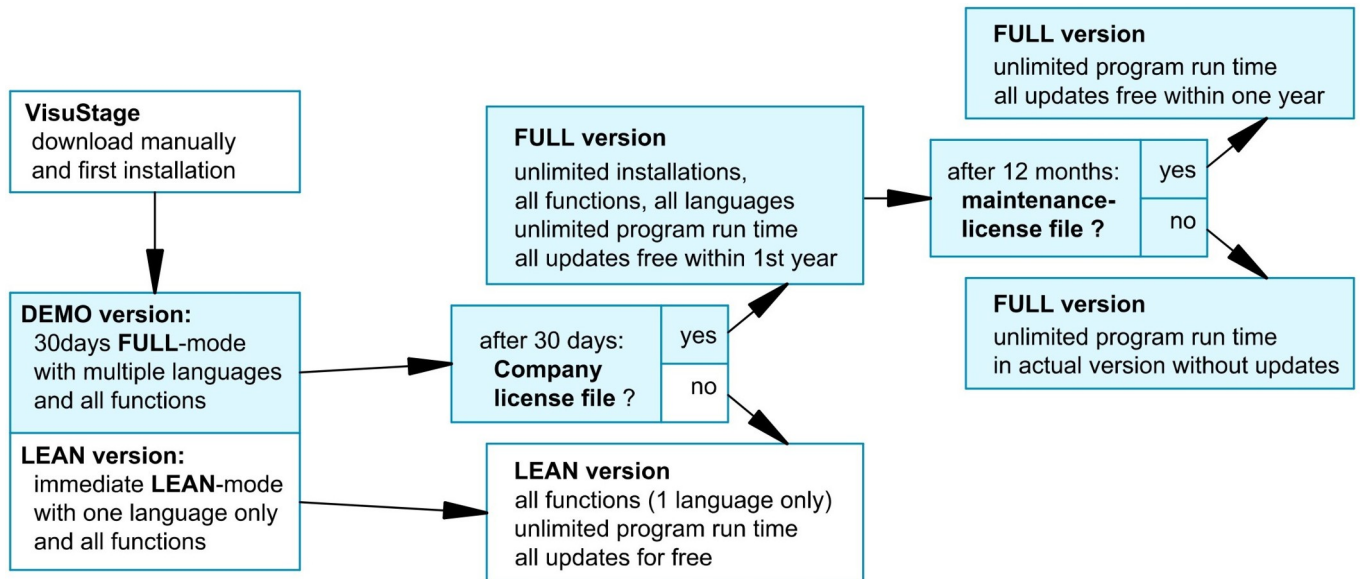 VisuStage
download manually
and first installation
DEMO version:
30days FULL-mode
with multiple languages
and all functions
LEAN version:
immediate LEAN-mode
with one language only
and all functions
after 30 days:
Company
license file ?
yes
no
FULL version
unlimited installations,
all functions, all languages
unlimited program run time
all updates free within 1st year
LEAN version
all functions (1 language only)
unlimited program run time
all updates for free
after 12 months:
maintenance-
license file ?
yes
no
FULL version
unlimited program run time
all updates free within one year
FULL version
unlimited program run time
in actual version without updates